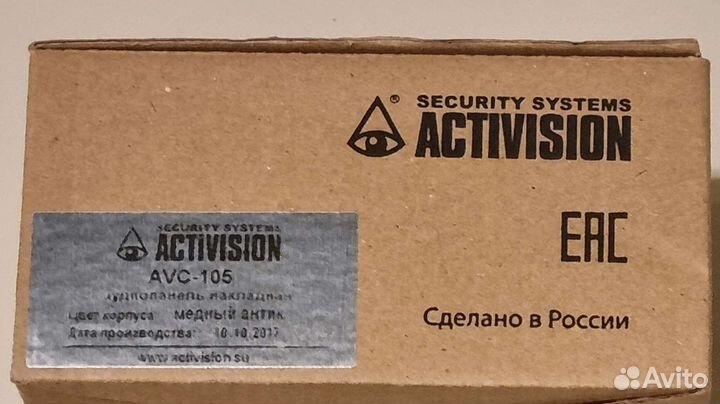 ® SECURITY SYSTEMS
ACTIVISION
EAC
Сделано в России
SECURITY SYSTEMS
ACTIVISION
AVC-105
Аудиопанель накладная
Цвет корпуса медный антик
Дата производства: 10.10.2017
www.activision.su
Avito